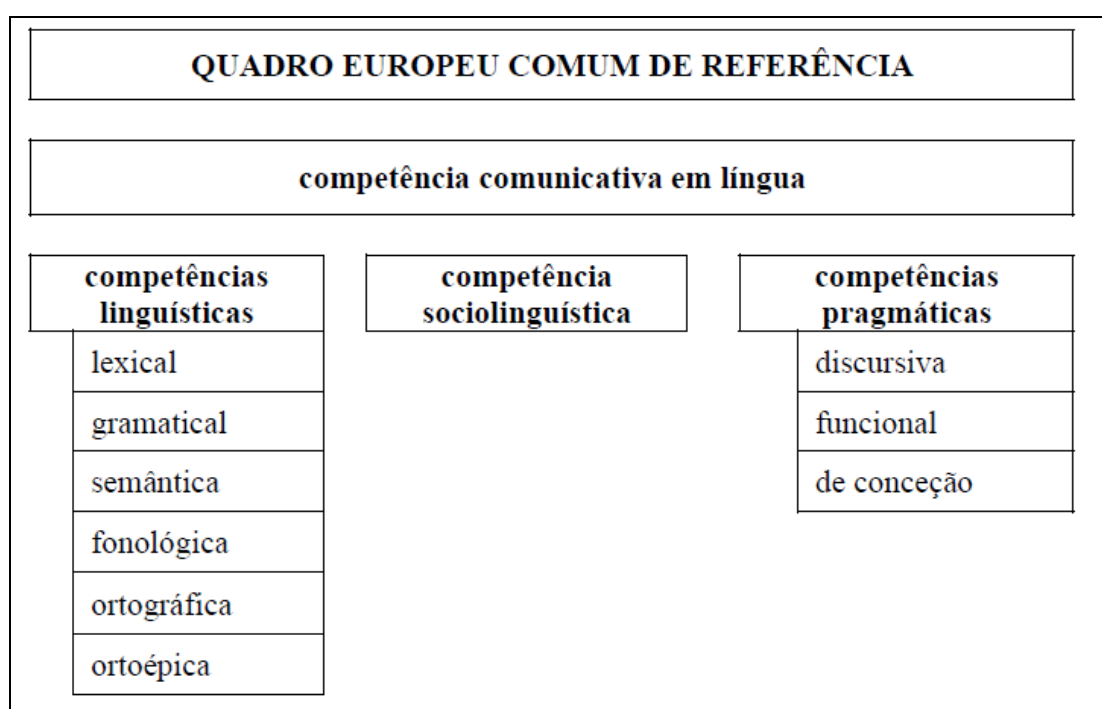 QUADRO EUROPEU COMUM DE REFERÊNCIA
competência comunicativa em língua
competências
linguísticas
lexical
gramatical
semântica
fonológica
ortográfica
ortoépica
competência
sociolinguística
competências
pragmáticas
discursiva
funcional
de conceção